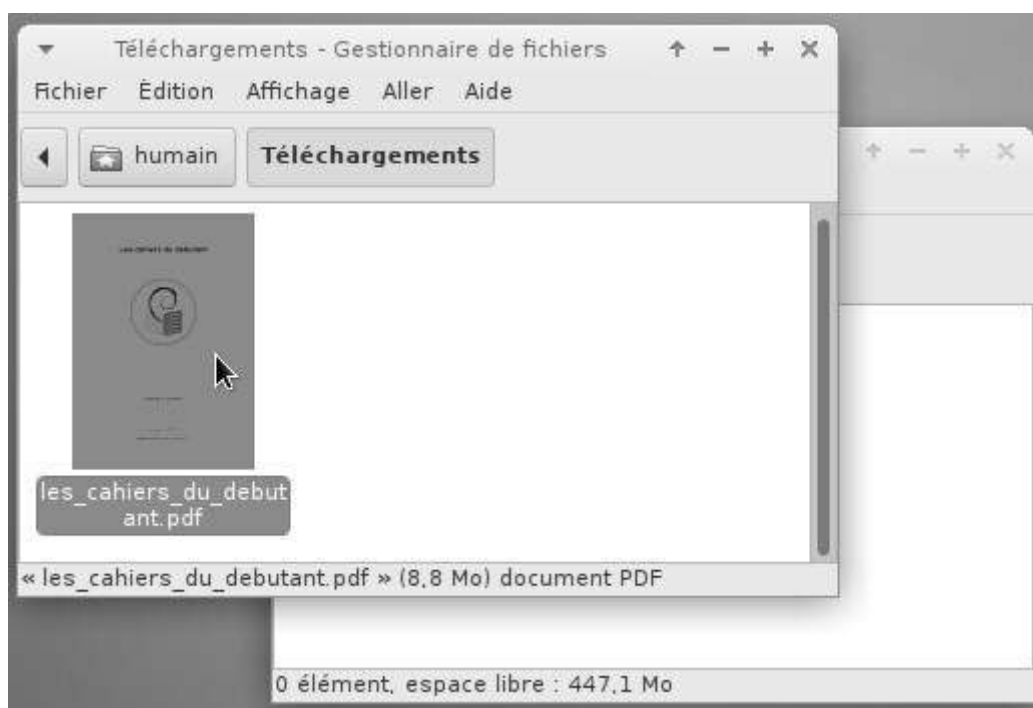 Téléchargements - Gestionnaire de fichiers
Fichier Édition Affichage Aller Aide
humain Téléchargements
les_cahiers_du_debut
ant.pdf
« les_cahiers_du_debutant.pdf » (8,8 Mo) document PDF
0 élément, espace libre : 447,1 Mo